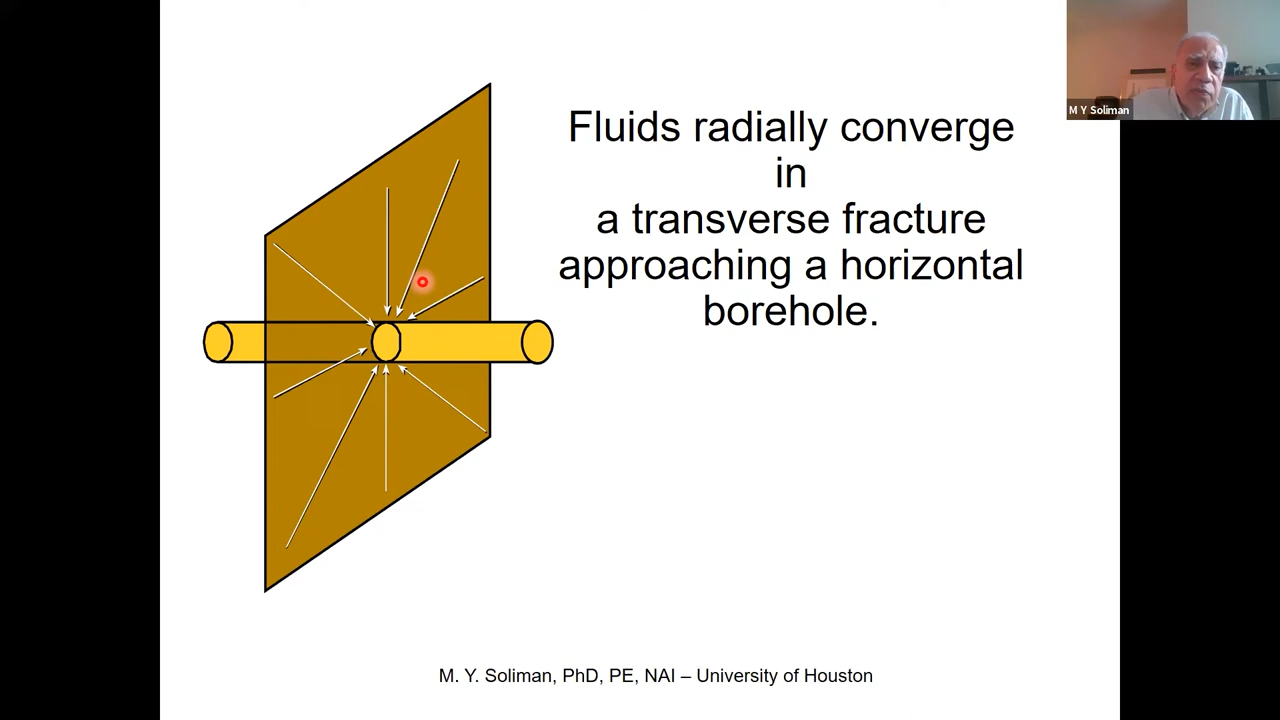 Fluids radially converge
in
a transverse fracture
approaching a horizontal
borehole.
M Y Soliman
M. Y. Soliman, PhD, PE, NAI – University of Houston